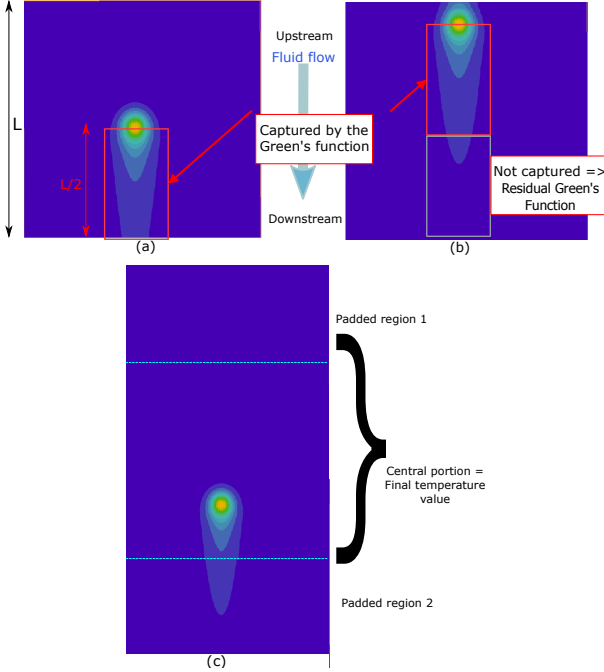 L
L/2
Upstream
Fluid flow
Captured by the
Green's function
Downstream
(a)
Not captured =>
Residual Green's
Function
(b)
Padded region 1
Central portion =
Final temperature
value
Padded region 2
(c)